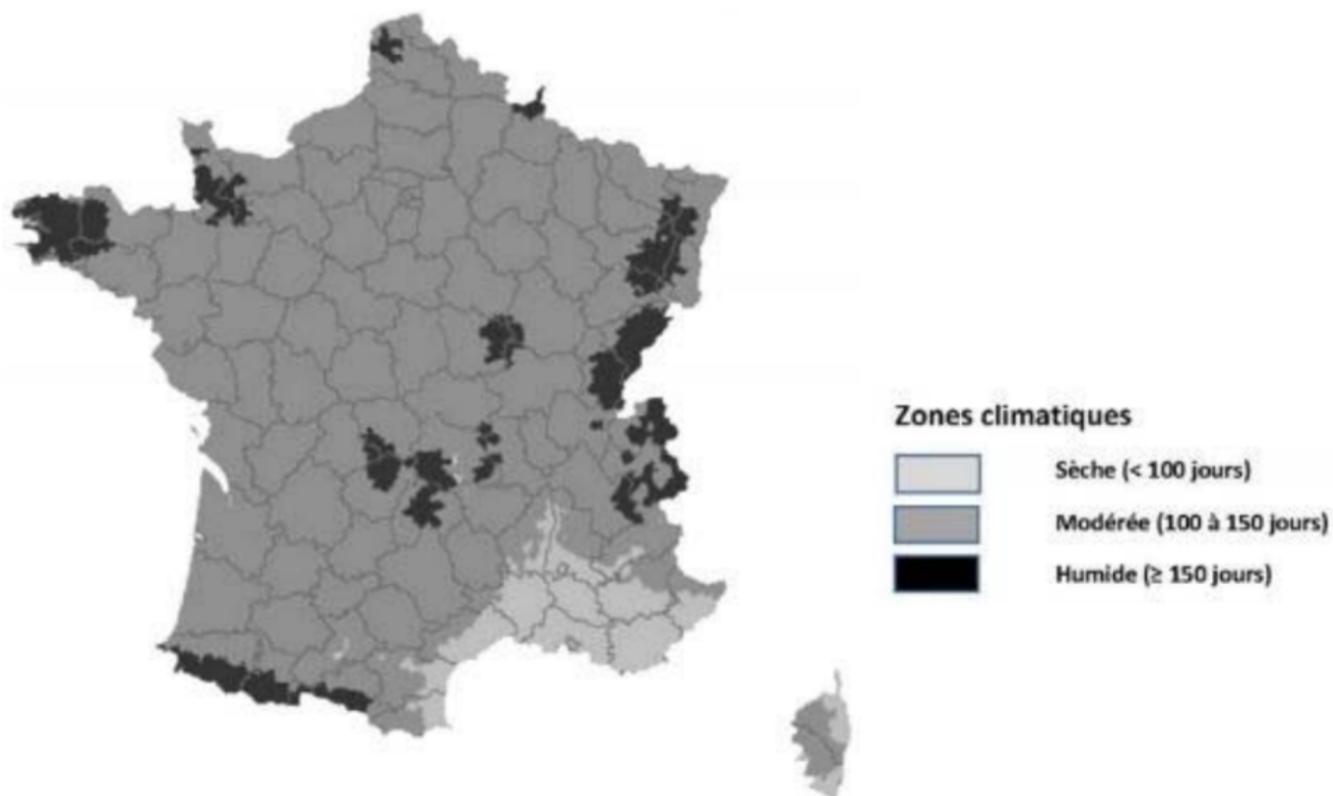 Zones climatiques
Sèche (< 100 jours)
Modérée (100 à 150 jours)
Humide (≥ 150 jours)